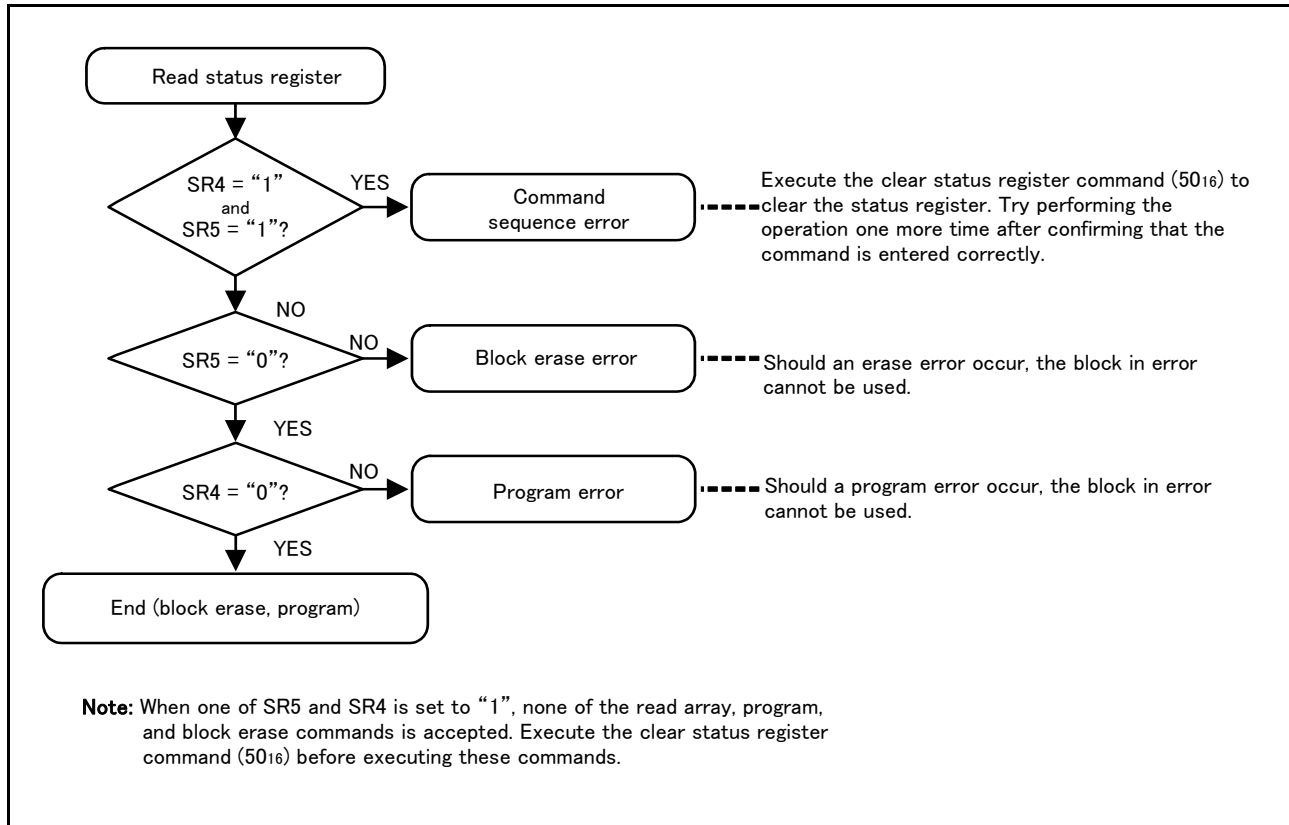 Read status register
SR4 = “1”
and
SR5 = “1”?
YES
Command
sequence error
Execute the clear status register command (5016) to
clear the status register. Try performing the
operation one more time after confirming that the
command is entered correctly.
NO
SR5 = “0”?
NO
Block erase error
Should an erase error occur, the block in error
cannot be used.
YES
SR4 = “0”?
NO
Program error
Should a program error occur, the block in error
cannot be used.
YES
End (block erase, program)
Note: When one of SR5 and SR4 is set to “1”, none of the read array, program,
and block erase commands is accepted. Execute the clear status register
command (5016) before executing these commands.